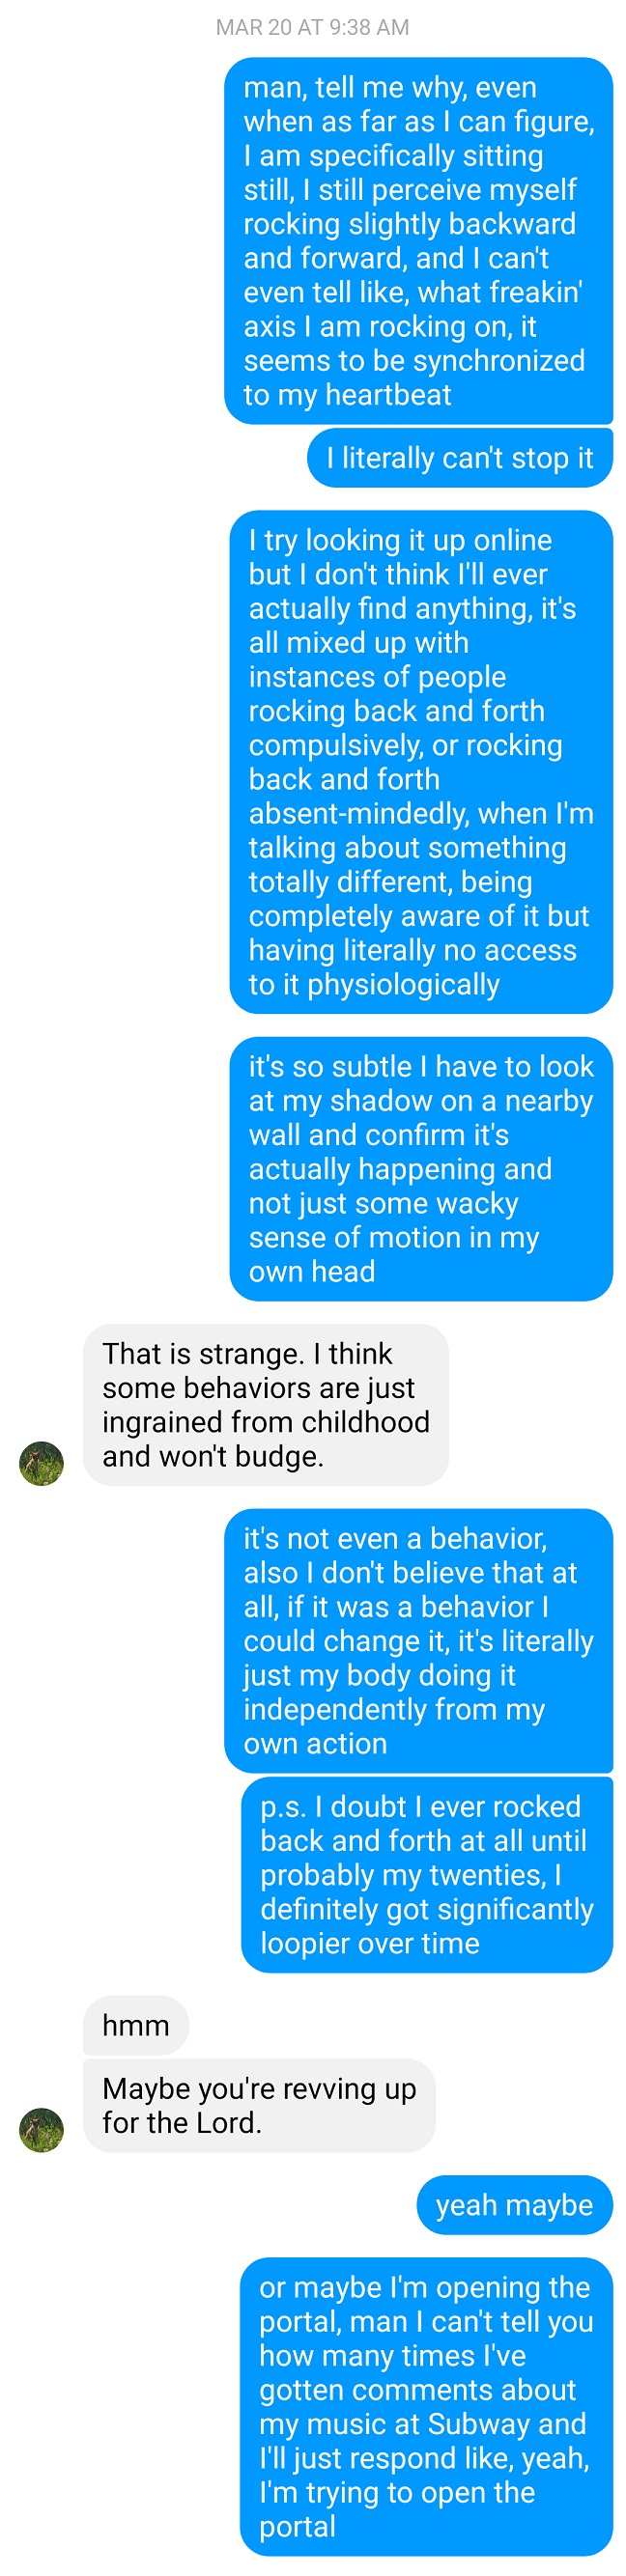 MAR 20 AT 9:38 AM
man, tell me why, even
when as far as I can figure,
I am specifically sitting
still, I still perceive myself
rocking slightly backward
and forward, and I can't
even tell like, what freakin'
axis I am rocking on, it
seems to be synchronized
to my heartbeat
I literally can't stop it
I try looking it up online
but I don't think I'll ever
actually find anything, it's
all mixed up with
instances of people
rocking back and forth
compulsively, or rocking
back and forth
absent-mindedly, when I'm
talking about something
totally different, being
completely aware of it but
having literally no access
to it physiologically
it's so subtle I have to look
at my shadow on a nearby
wall and confirm it's
actually happening and
not just some wacky
sense of motion in my
own head
That is strange. I think
some behaviors are just
ingrained from childhood
and won't budge.
it's not even a behavior,
also I don't believe that at
all, if it was a behavior I
could change it, it's literally
just my body doing it
independently from my
own action
p.s. I doubt I ever rocked
back and forth at all until
probably my twenties, I
definitely got significantly
loopier over time
hmm
Maybe you're revving up
for the Lord.
yeah maybe
or maybe I'm opening the
portal, man I can't tell you
how many times I've
gotten comments about
my music at Subway and
I'll just respond like, yeah,
I'm trying to open the
portal